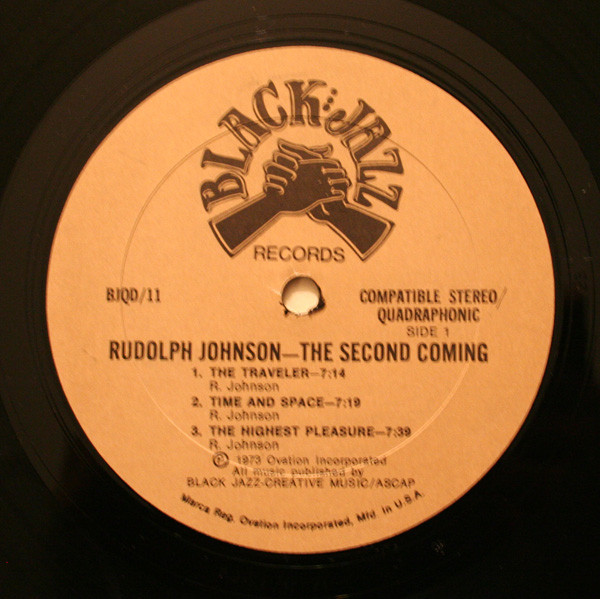 BLACK JAZZ
RECORDS
BJQD/11
COMPATIBLE STEREO/
QUADRAPHONIC
SIDE 1
RUDOLPH JOHNSON—THE SECOND COMING
1. THE TRAVELER—7:14
R. Johnson
2. TIME AND SPACE—7:19
R. Johnson
3. THE HIGHEST PLEASURE—7:39
R. Johnson
Ⓟ 1973 Ovation Incorporated
All music published by
BLACK JAZZ-CREATIVE MUSIC/ASCAP
Marca Reg. Ovation Incorporated, Mfd. in U.S.A.